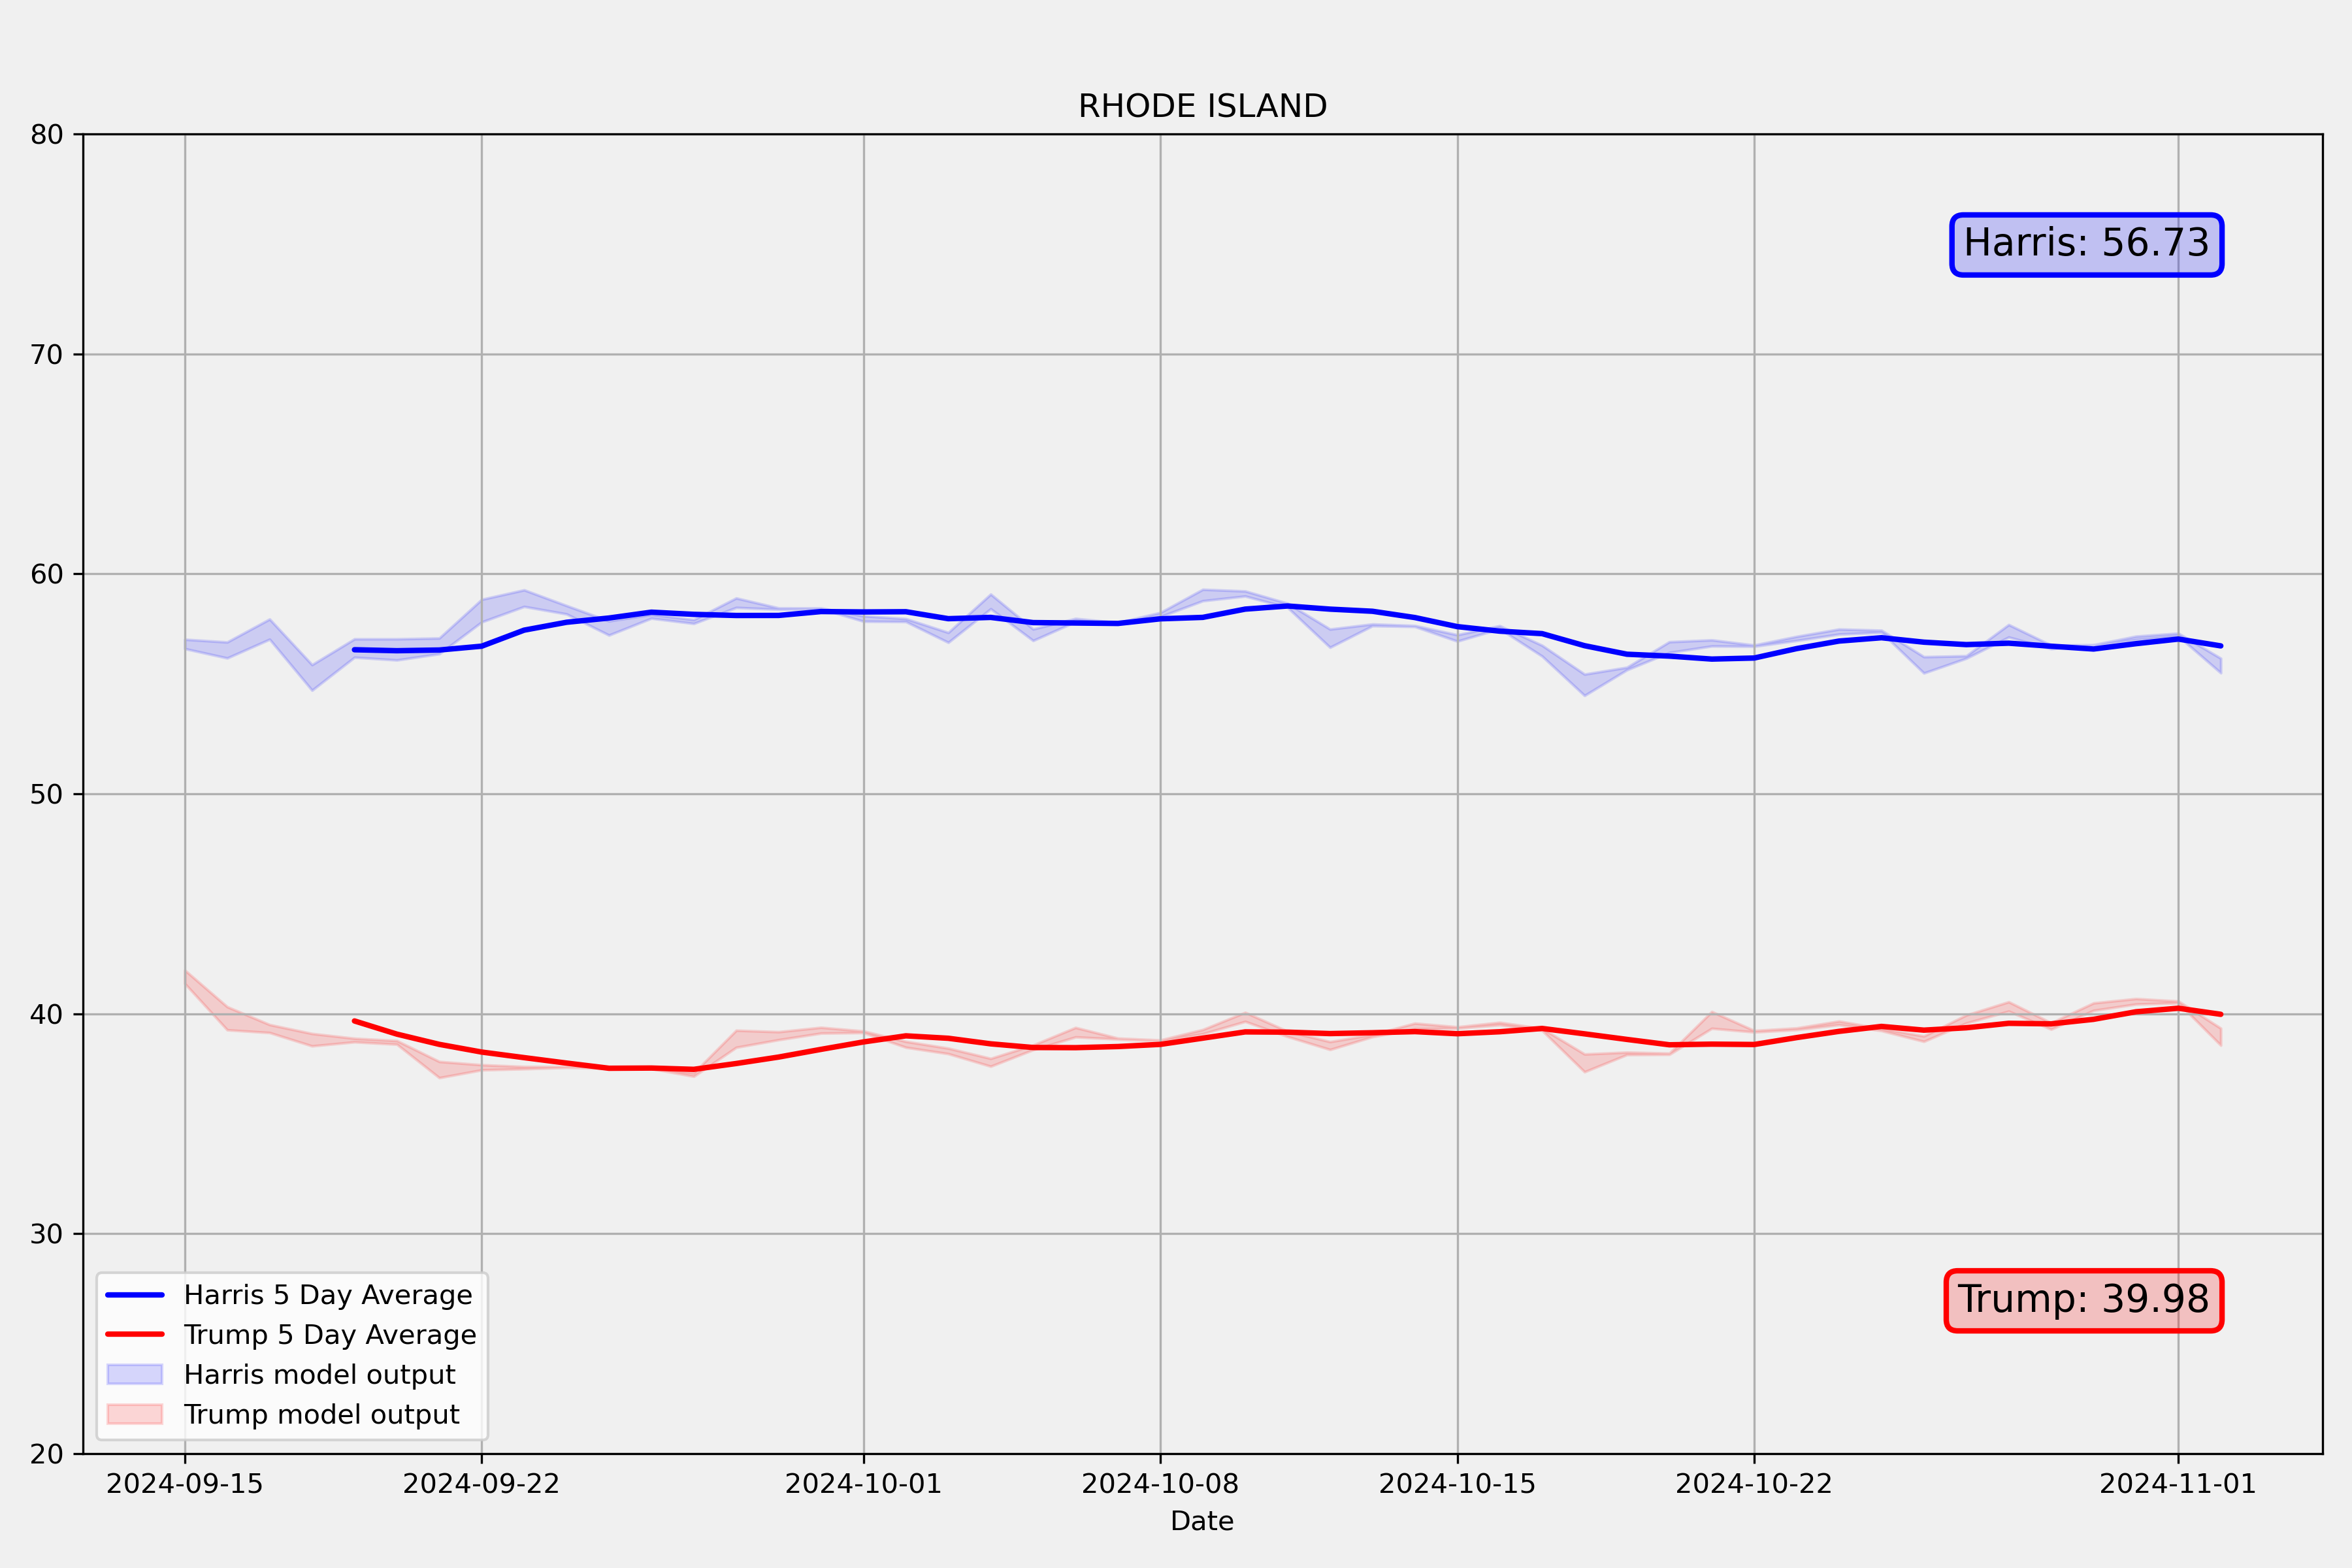 RHODE ISLAND
80
70
60
50
40
30
20
Harris: 56.73
Trump: 39.98
Harris 5 Day Average
Trump 5 Day Average
Harris model output
Trump model output
2024-09-15 2024-09-22 2024-10-01 2024-10-08 2024-10-15 2024-10-22 2024-11-01
Date